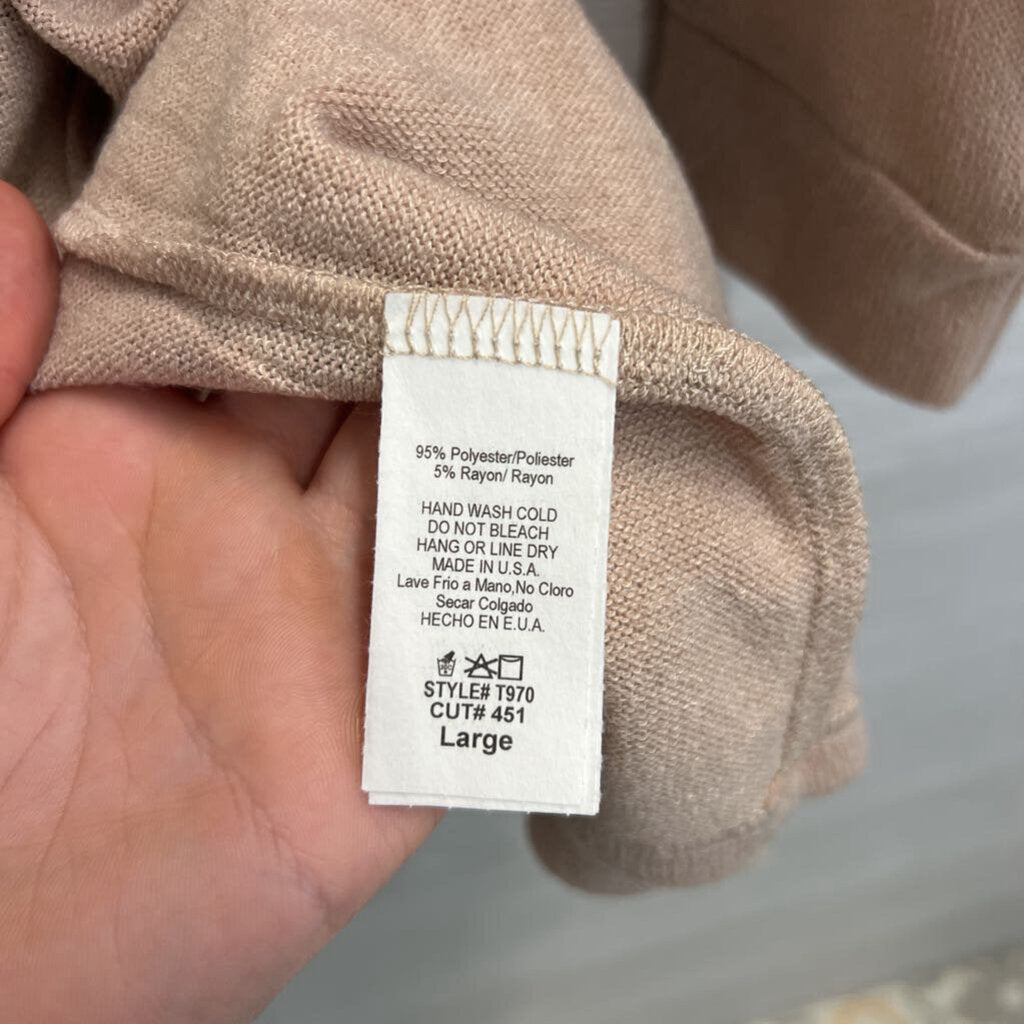 95% Polyester/Poliester
5% Rayon/ Rayon
HAND WASH COLD
DO NOT BLEACH
HANG OR LINE DRY
MADE IN U.S.A.
Lave Frio a Mano,No Cloro
Secar Colgado
HECHO EN E.U.A.
STYLE# T970
CUT# 451
Large